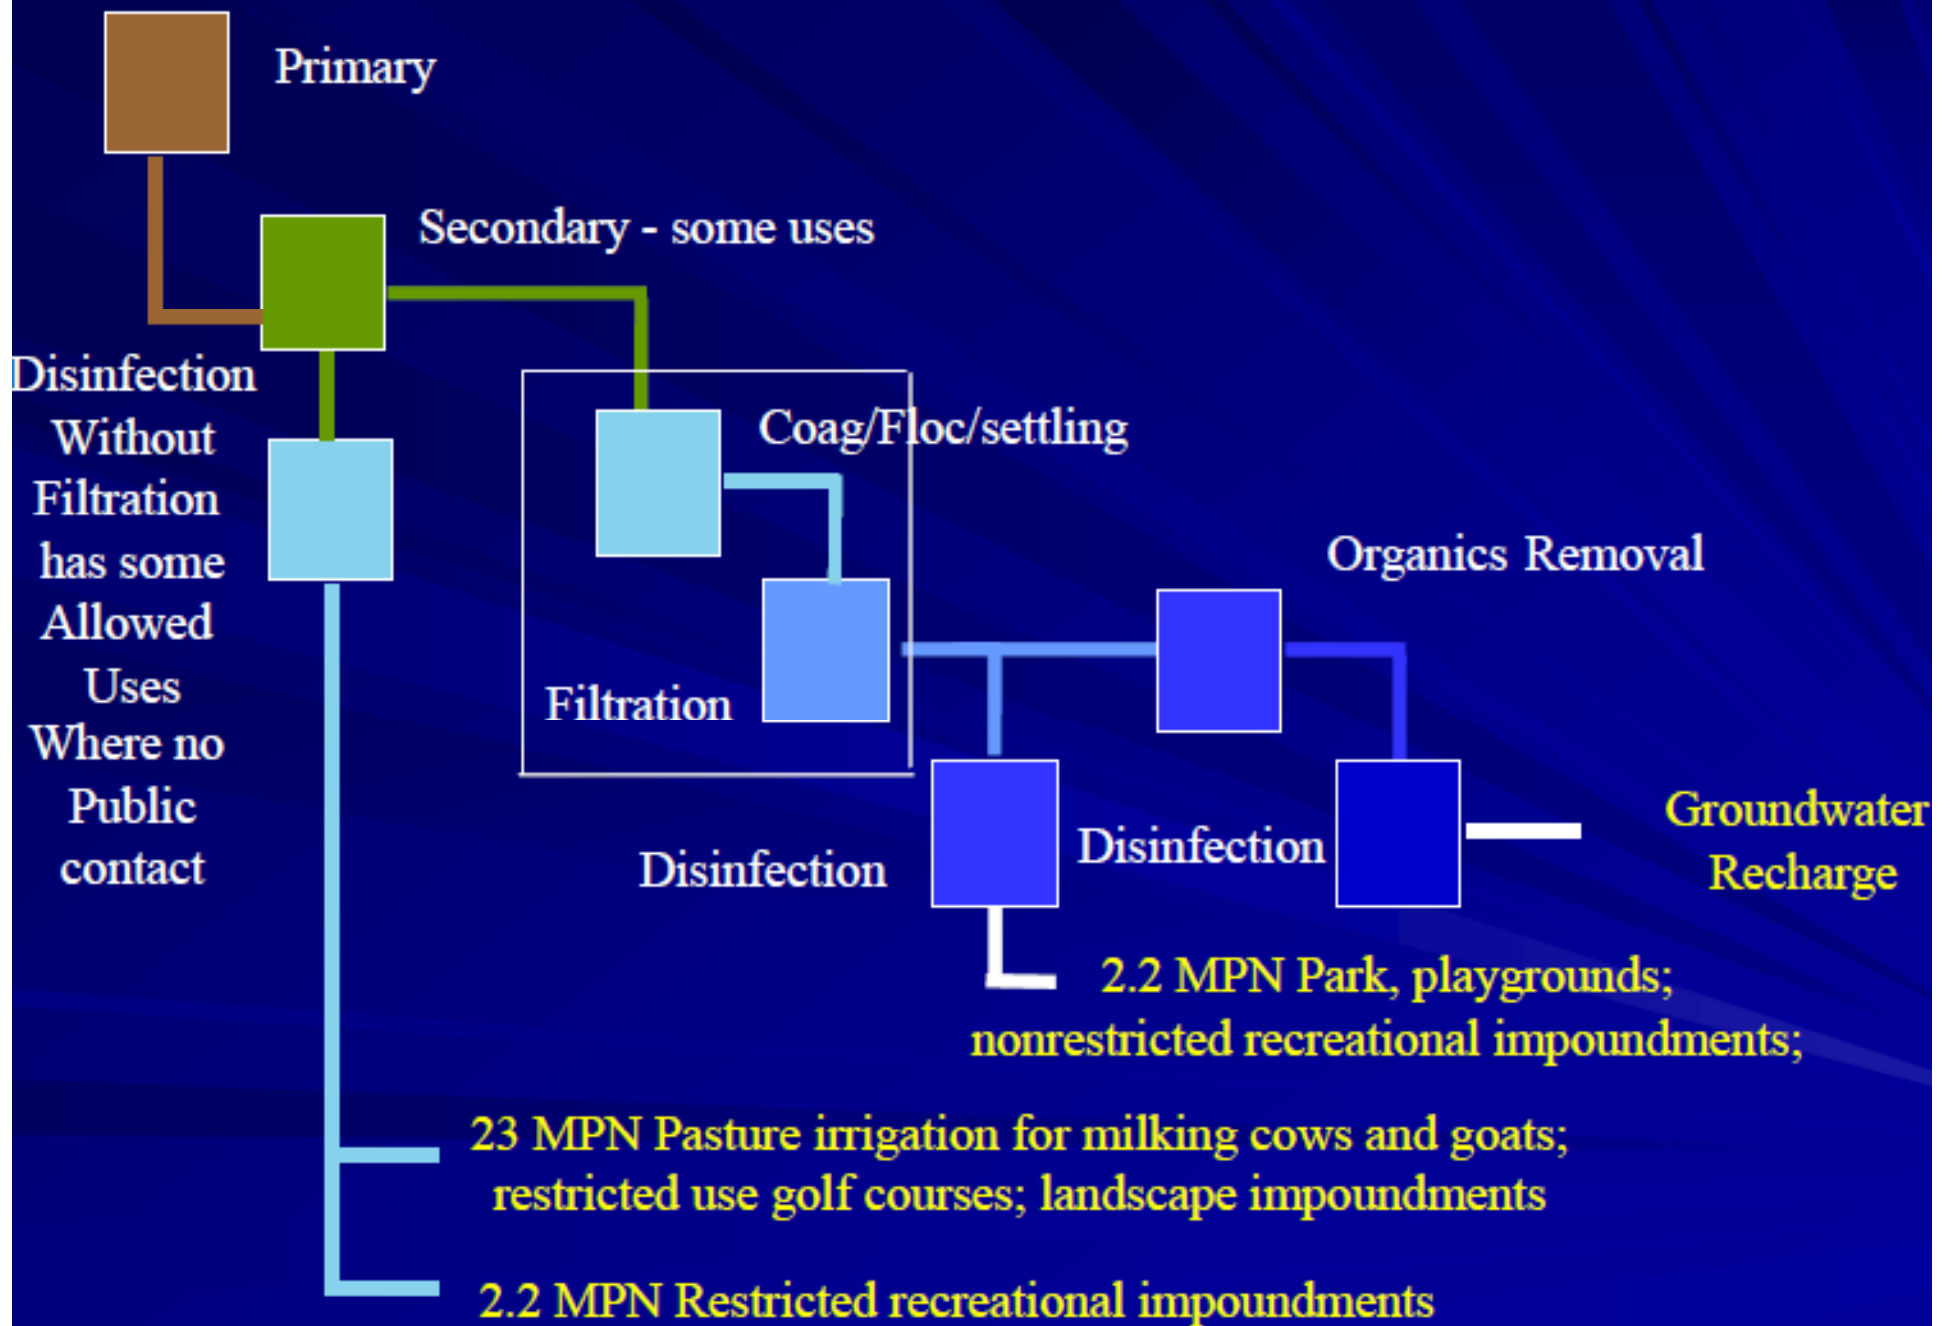 Primary
Secondary - some uses
Disinfection
Without
Filtration
has some
Allowed
Uses
Where no
Public
contact
Coag/Floc/settling
Filtration
Organics Removal
Disinfection
Disinfection
Groundwater
Recharge
2.2 MPN Park, playgrounds;
nonrestricted recreational impoundments;
23 MPN Pasture irrigation for milking cows and goats;
restricted use golf courses; landscape impoundments
2.2 MPN Restricted recreational impoundments